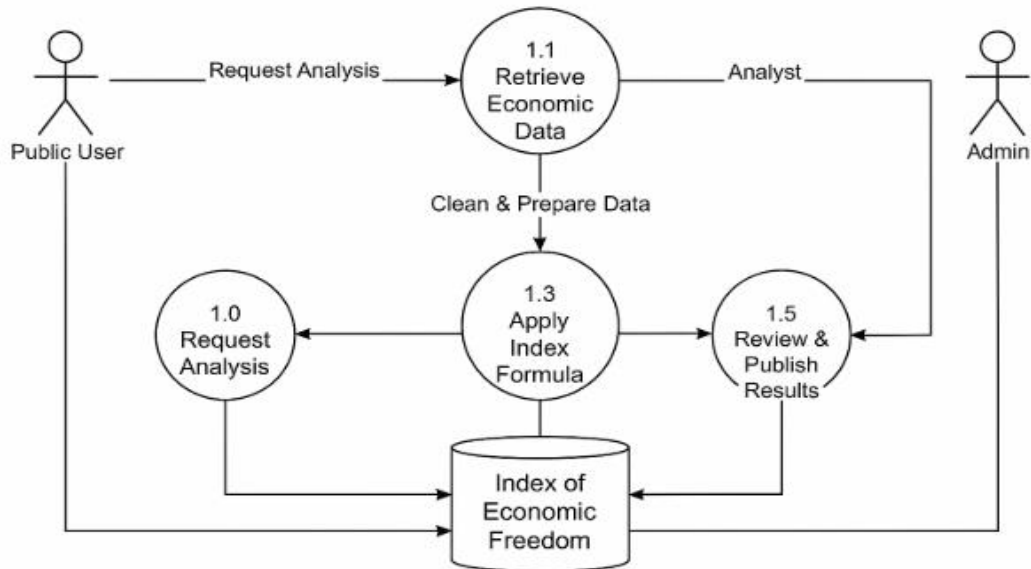 Request Analysis
1.1
Retrieve
Economic
Data
Analyst
Public User
Admin
Clean & Prepare Data
1.0
Request
Analysis
1.3
Apply
Index
Formula
1.5
Review &
Publish
Results
Index of
Economic
Freedom